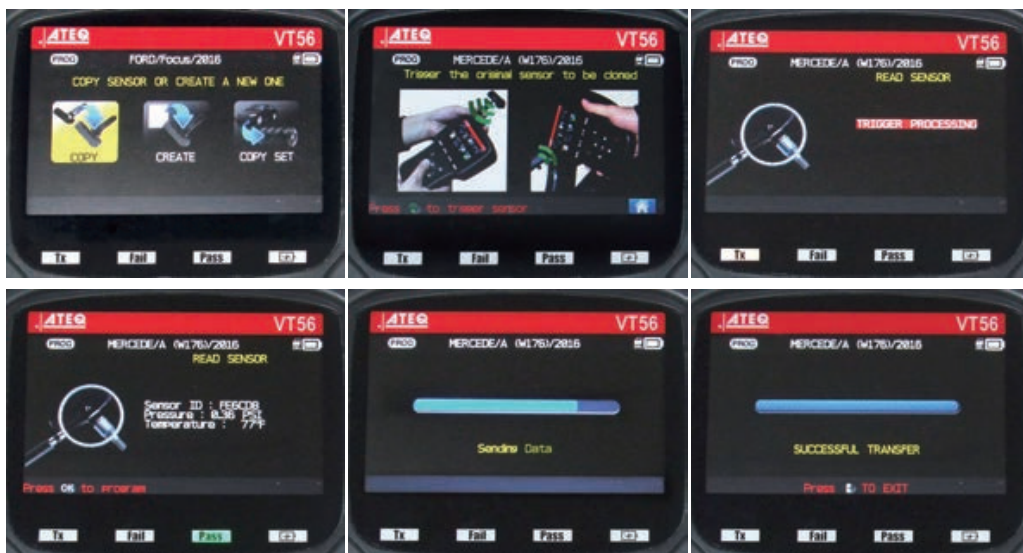 ATEQ VT56
PROG FORD/Focus/2016
COPY SENSOR OR CREATE A NEW ONE
COPY CREATE COPY SET
Tx Fail Pass
ATEQ VT56
PROG MERCEDE/A (W176)/2016
Trigger the original sensor to be cloned
Press to trigger sensor
Tx Fail Pass
ATEQ VT56
PROG MERCEDE/A (W176)/2016
READ SENSOR
TRIGGER PROCESSING
Tx Fail Pass
ATEQ VT56
PROG MERCEDE/A (W176)/2016
READ SENSOR
Sensor ID : FE6CD8
Pressure : 0.36 PSI
Temperature : 77°F
Press OK to program
Tx Fail Pass
ATEQ VT56
PROG MERCEDE/A (W176)/2016
Sending Data
Tx Fail Pass
ATEQ VT56
PROG MERCEDE/A (W176)/2016
SUCCESSFUL TRANSFER
Press TO EXIT
Tx Fail Pass